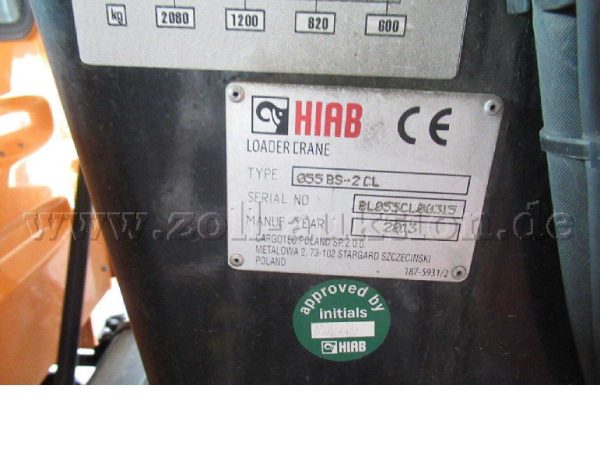 kg 2060 1200 820 600
HIAB CE
LOADER CRANE
TYPE 055 BS-2 CL
SERIAL NO BL055CL00315
MANUF. YEAR 2013
CARGOTEC POLAND SP. Z O.O.
METALOWA 2, 73-102 STARGARD SZCZECINSKI
POLAND 187-5931/2
www.zoll-auktion.de
approved by
initials
HIAB